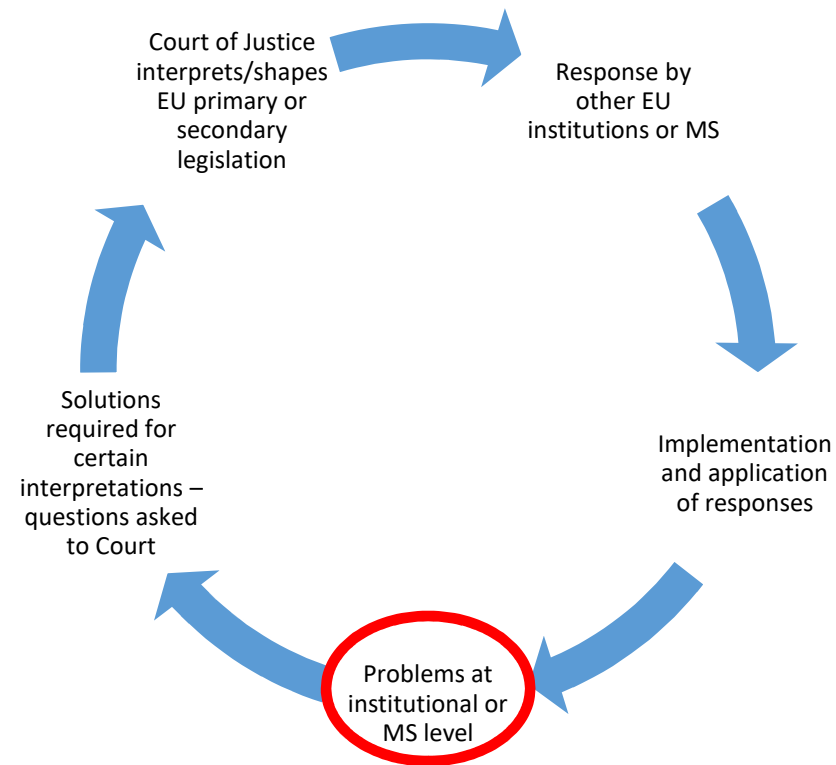 Court of Justice
interprets/shapes
EU primary or
secondary
legislation
Response by
other EU
institutions or MS
Implementation
and application
of responses
Problems at
institutional or
MS level
Solutions
required for
certain
interpretations –
questions asked
to Court